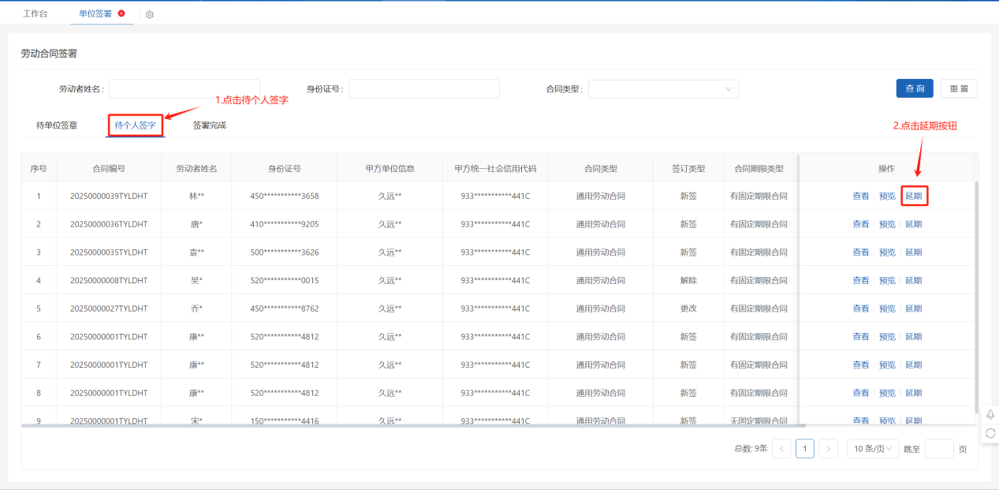 工作台 单位签署
劳动合同签署
劳动者姓名: 身份证号: 合同类型: 查 询 重 置
1.点击待个人签字
待单位签章 待个人签字 签署完成
2.点击延期按钮
序号 合同编号 劳动者姓名 身份证号 甲方单位信息 甲方统一社会信用代码 合同类型 签订类型 合同期限类型 操作
1 20250000039TYLDHT 林** 450***********3658 久远** 933***********441C 通用劳动合同 新签 有固定期限合同 查看 预览 延期
2 20250000036TYLDHT 唐* 410***********9205 久远** 933***********441C 通用劳动合同 新签 有固定期限合同 查看 预览 延期
3 20250000035TYLDHT 袁** 500***********3626 久远** 933***********441C 通用劳动合同 新签 有固定期限合同 查看 预览 延期
4 20250000008TYLDHT 吴* 520***********0015 久远** 933***********441C 通用劳动合同 解除 有固定期限合同 查看 预览 延期
5 20250000027TYLDHT 乔* 450***********8762 久远** 933***********441C 通用劳动合同 更改 有固定期限合同 查看 预览 延期
6 20250000001TYLDHT 康** 520***********4812 久远** 933***********441C 通用劳动合同 新签 有固定期限合同 查看 预览 延期
7 20250000001TYLDHT 康** 520***********4812 久远** 933***********441C 通用劳动合同 新签 有固定期限合同 查看 预览 延期
8 20250000001TYLDHT 康** 520***********4812 久远** 933***********441C 通用劳动合同 新签 有固定期限合同 查看 预览 延期
9 20250000001TYLDHT 宋* 150***********4416 久远** 933***********441C 通用劳动合同 新签 无固定期限合同 查看 预览 延期
总数: 9条 < 1 > 10 条/页 跳至 页